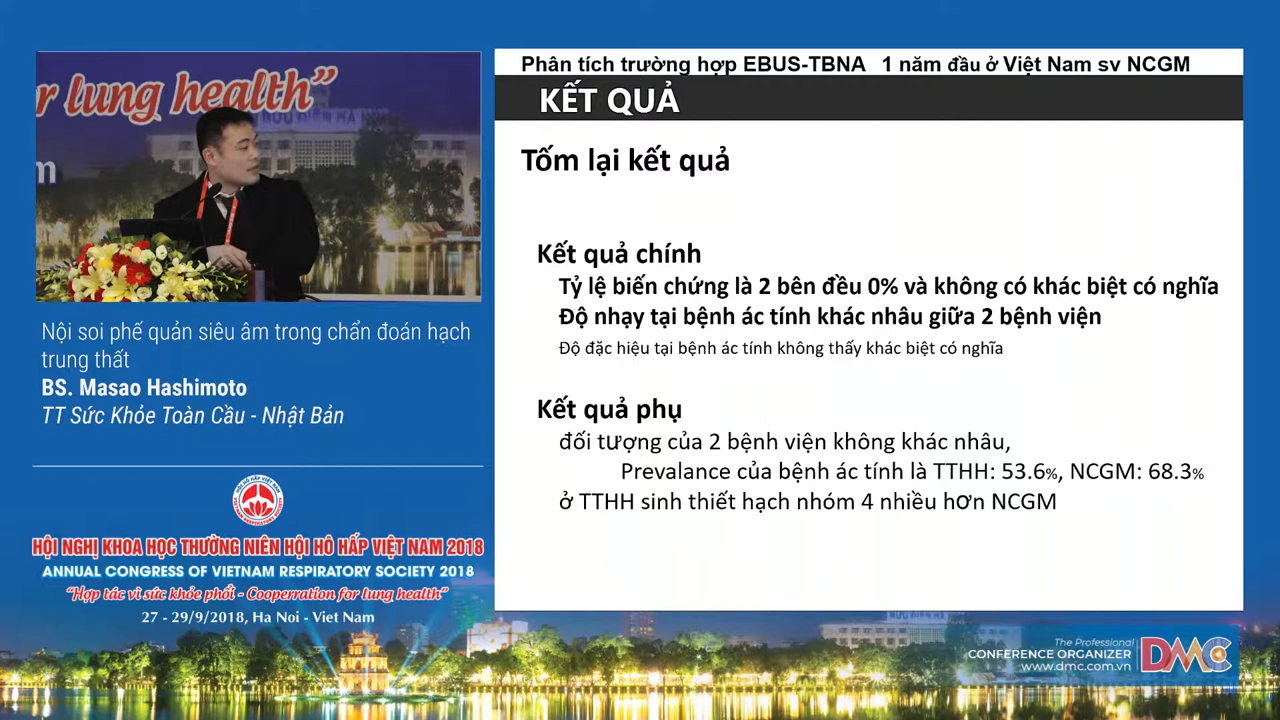 r lung health”
m
Nội soi phế quản siêu âm trong chẩn đoán hạch
trung thất
BS. Masao Hashimoto
TT Sức Khỏe Toàn Cầu - Nhật Bản
HỘI HÔ HẤP VIỆT NAM
VIETNAM RESPIRATORY SOCIETY
HỘI NGHỊ KHOA HỌC THƯỜNG NIÊN HỘI HÔ HẤP VIỆT NAM 2018
ANNUAL CONGRESS OF VIETNAM RESPIRATORY SOCIETY 2018
“Hợp tác vì sức khỏe phổi - Cooperration for lung health”
27 - 29/9/2018, Ha Noi - Viet Nam
Phân tích trường hợp EBUS-TBNA 1 năm đầu ở Việt Nam sv NCGM
KẾT QUẢ
Tốm lại kết quả
Kết quả chính
Tỷ lệ biến chứng là 2 bên đều 0% và không có khác biệt có nghĩa
Độ nhạy tại bệnh ác tính khác nhau giữa 2 bệnh viện
Độ đặc hiệu tại bệnh ác tính không thấy khác biệt có nghĩa
Kết quả phụ
đối tượng của 2 bệnh viện không khác nhau,
Prevalance của bệnh ác tính là TTHH: 53.6%, NCGM: 68.3%
ở TTHH sinh thiết hạch nhóm 4 nhiều hơn NCGM
The Professional
CONFERENCE ORGANIZER
www.dmc.com.vn
DMC